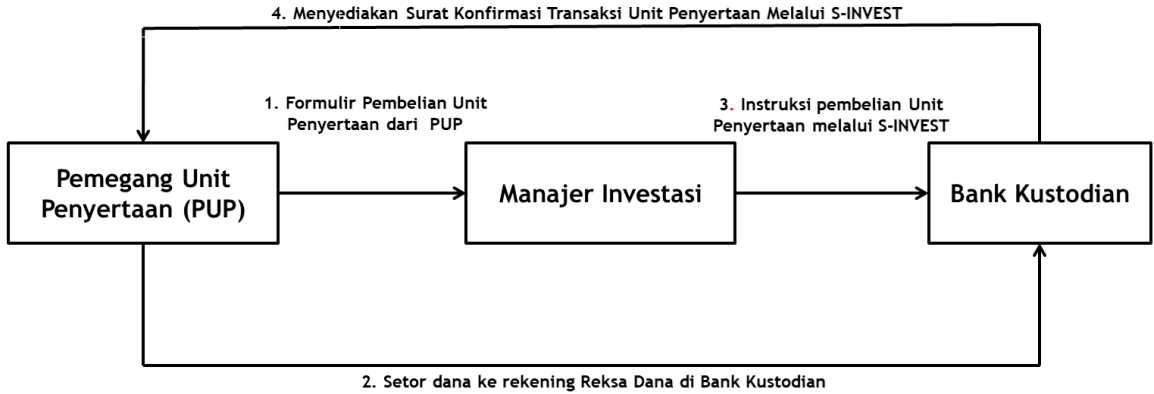 4. Menyediakan Surat Konfirmasi Transaksi Unit Penyertaan Melalui S-INVEST
1. Formulir Pembelian Unit
Penyertaan dari PUP
3. Instruksi pembelian Unit
Penyertaan melalui S-INVEST
Pemegang Unit
Penyertaan (PUP)
Manajer Investasi
Bank Kustodian
2. Setor dana ke rekening Reksa Dana di Bank Kustodian